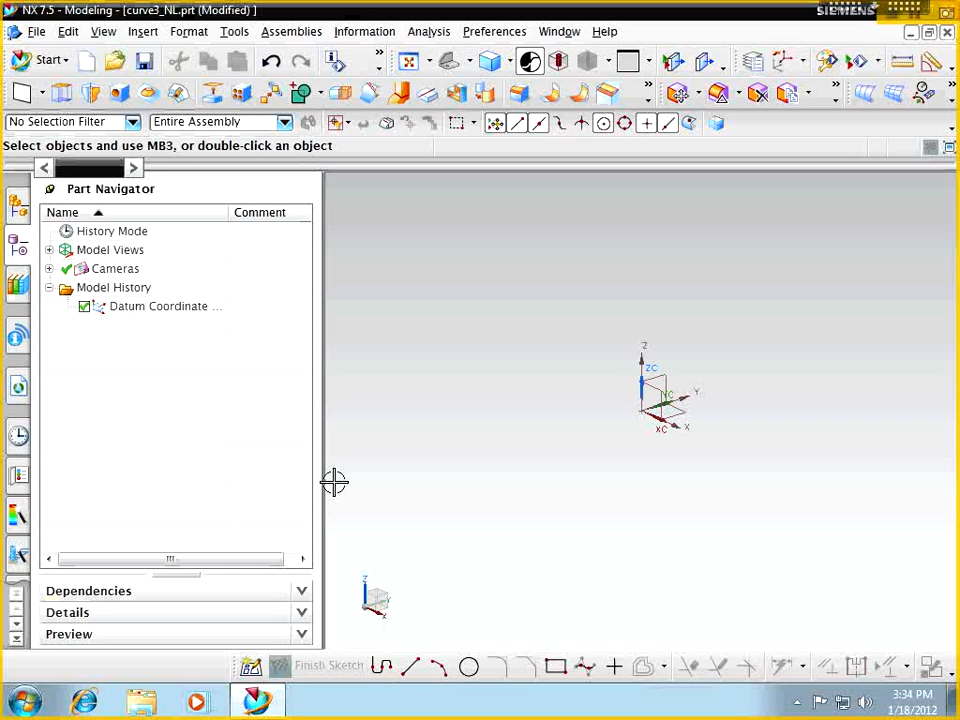 NX 7.5 - Modeling - [curve3_NL.prt (Modified) ]
SIEMENS
File Edit View Insert Format Tools Assemblies Information Analysis Preferences Window Help
Start
No Selection Filter Entire Assembly
Select objects and use MB3, or double-click an object
Part Navigator
Name Comment
History Mode
Model Views
Cameras
Model History
Datum Coordinate ...
Z
ZC
Y
YC
X
XC
Dependencies
Details
Preview
Z
X
Finish Sketch
3:34 PM
1/18/2012